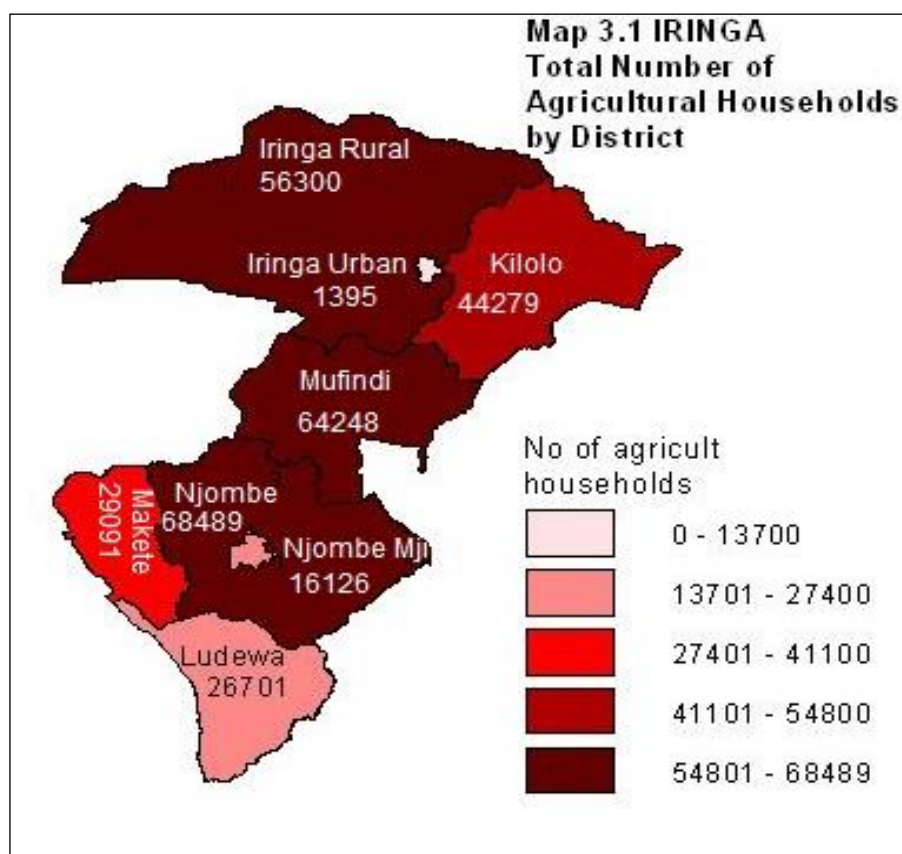 Map 3.1 IRINGA
Total Number of
Agricultural Households
by District
Iringa Rural
56300
Iringa Urban
1395
Kilolo
44279
Mufindi
64248
Makete
29091
Njombe
68489
Njombe Mji
16126
Ludewa
26701
No of agricult
households
0 - 13700
13701 - 27400
27401 - 41100
41101 - 54800
54801 - 68489